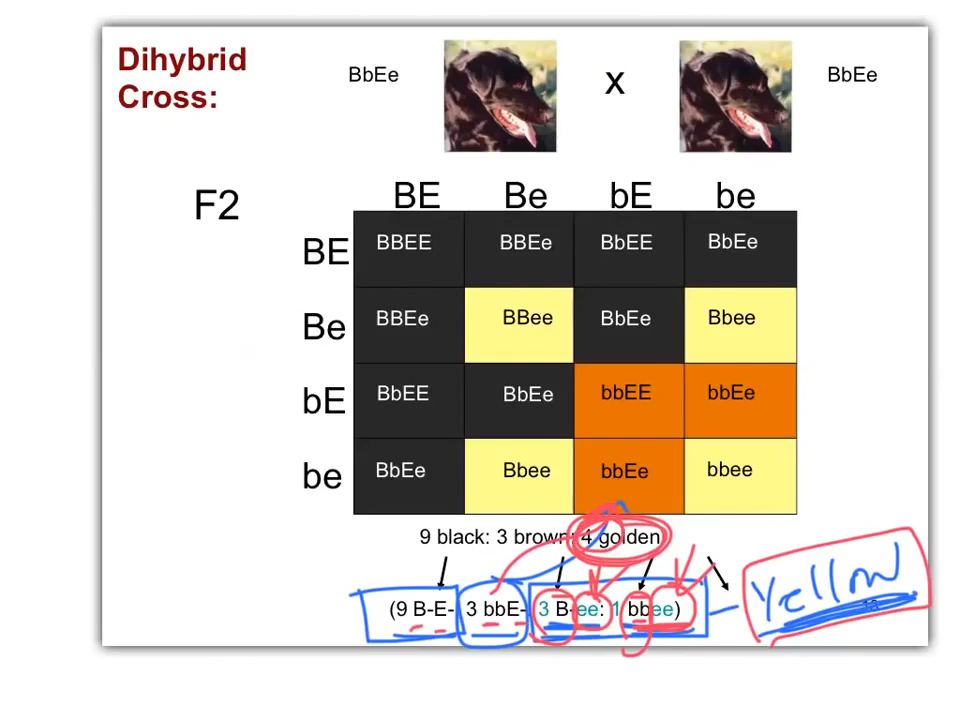 Dihybrid
Cross:
BbEe
x
BbEe
F2
BE Be bE be
BE BBEE BBEe BbEE BbEe
Be BBEe BBee BbEe Bbee
bE BbEE BbEe bbEE bbEe
be BbEe Bbee bbEe bbee
9 black: 3 brown: 4 golden
(9 B-E- 3 bbE- 3 B-ee: 1 bbee)
Yellow